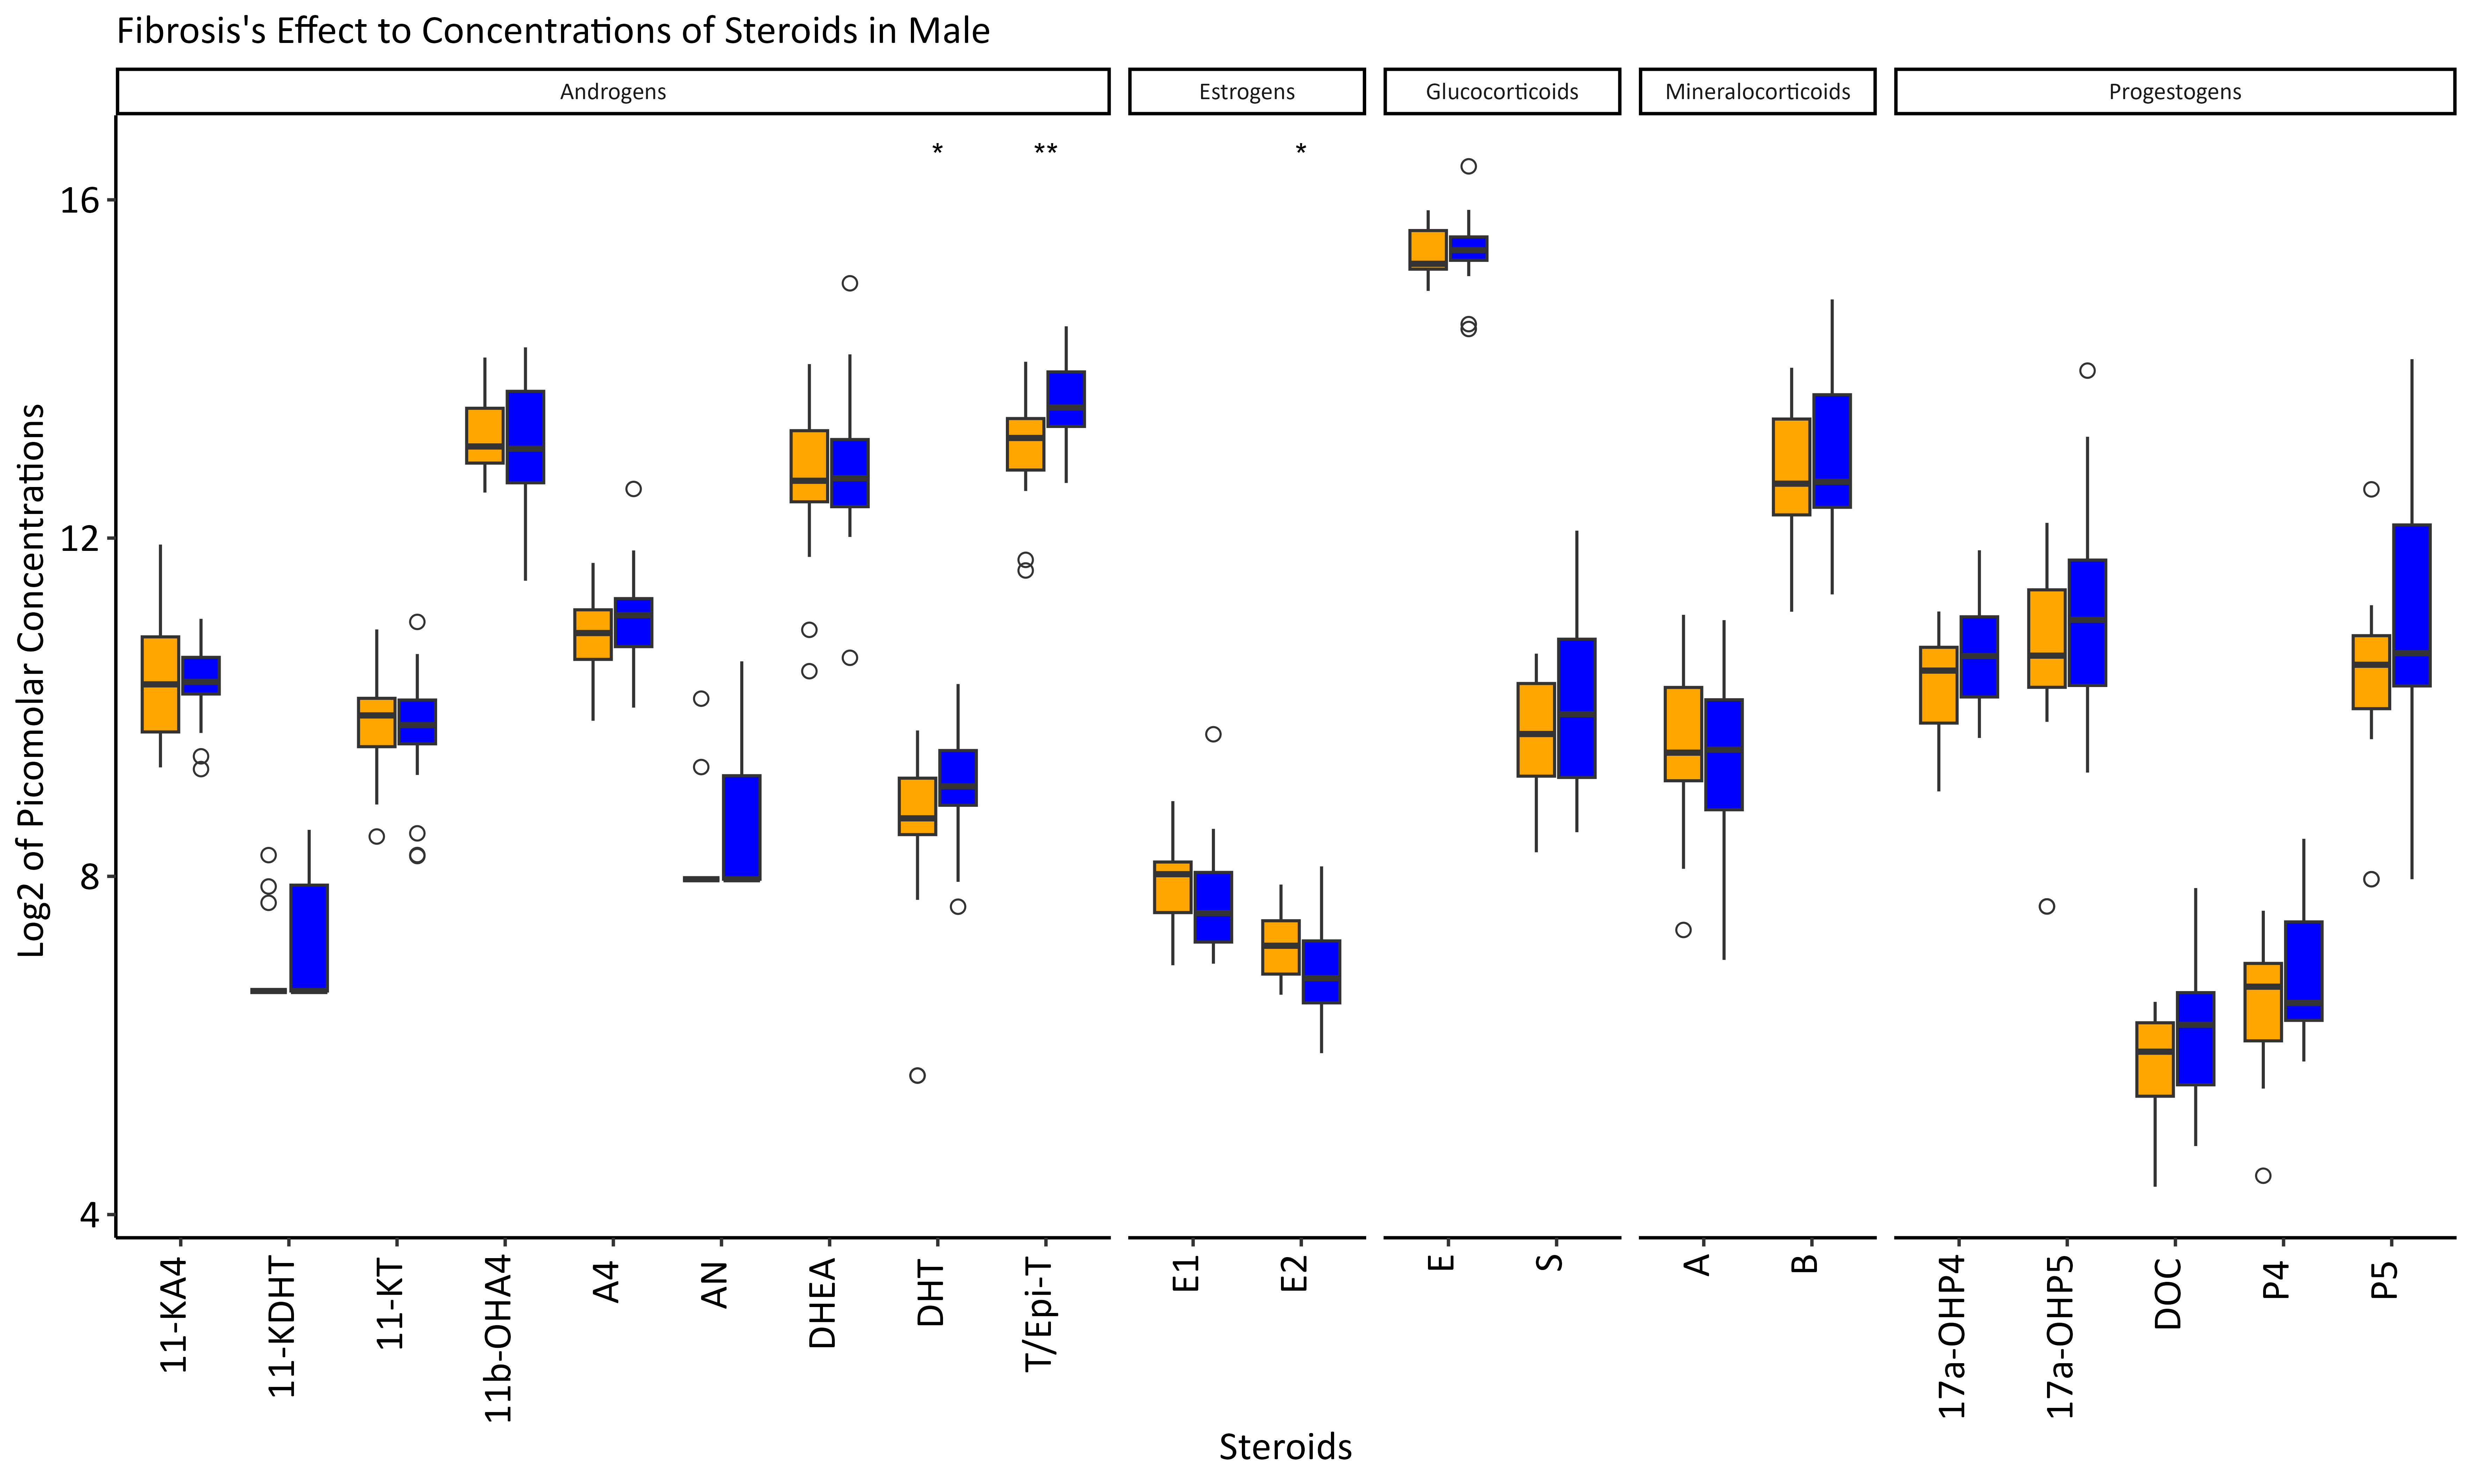 Fibrosis's Effect to Concentrations of Steroids in Male
Androgens
Estrogens
Glucocorticoids
Mineralocorticoids
Progestogens
*
**
*
16
12
8
4
Log2 of Picomolar Concentrations
11-KA4
11-KDHT
11-KT
11b-OHA4
A4
AN
DHEA
DHT
T/Epi-T
E1
E2
E
S
A
B
17a-OHP4
17a-OHP5
DOC
P4
P5
Steroids